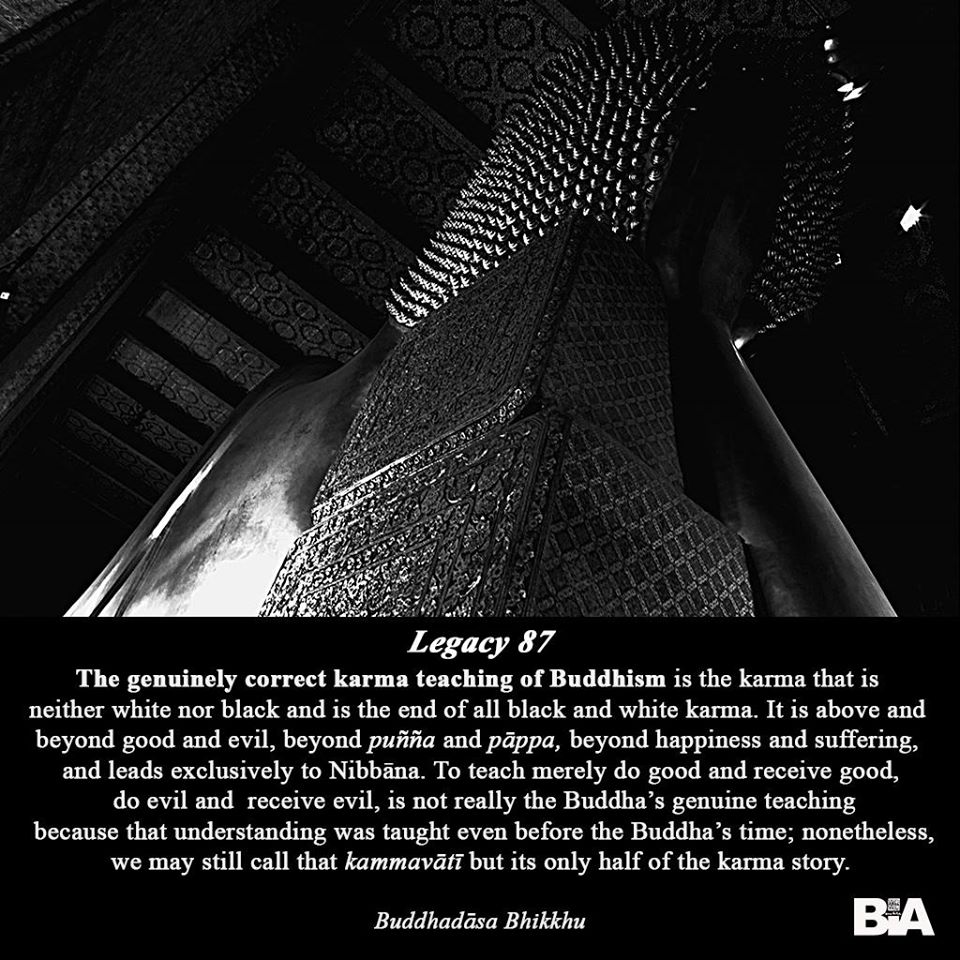 Legacy 87
The genuinely correct karma teaching of Buddhism is the karma that is
neither white nor black and is the end of all black and white karma. It is above and
beyond good and evil, beyond puñña and pāppa, beyond happiness and suffering,
and leads exclusively to Nibbāna. To teach merely do good and receive good,
do evil and receive evil, is not really the Buddha's genuine teaching
because that understanding was taught even before the Buddha's time; nonetheless,
we may still call that kammavātī but its only half of the karma story.
Buddhadāsa Bhikkhu
BIA